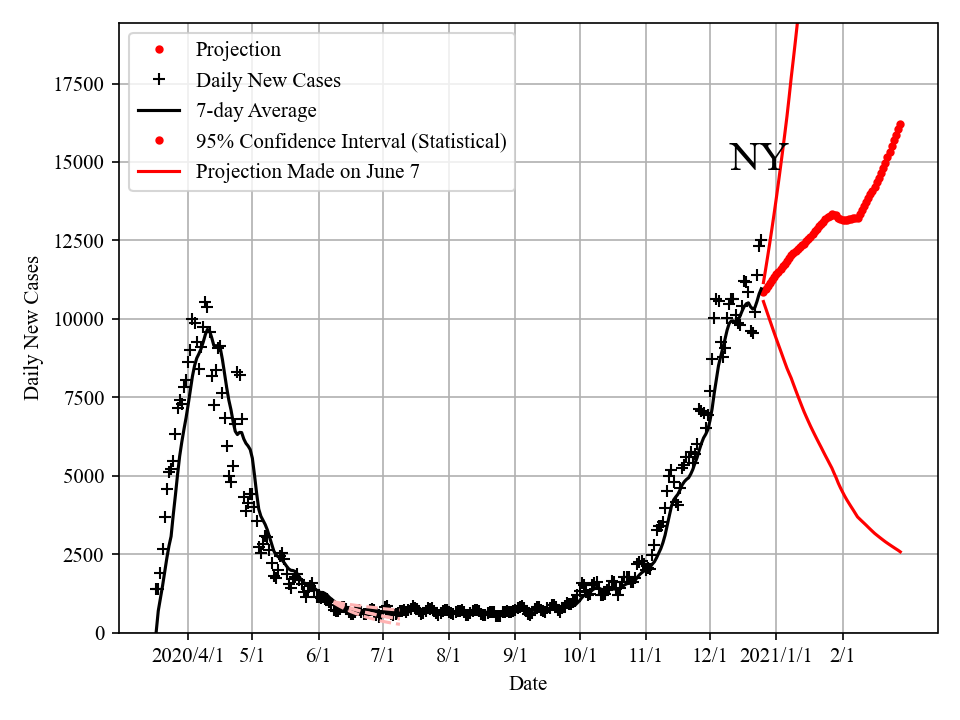 Projection
Daily New Cases
7-day Average
95% Confidence Interval (Statistical)
Projection Made on June 7
NY
17500
15000
12500
10000
7500
5000
2500
0
Daily New Cases
2020/4/1 5/1 6/1 7/1 8/1 9/1 10/1 11/1 12/1 2021/1/1 2/1
Date